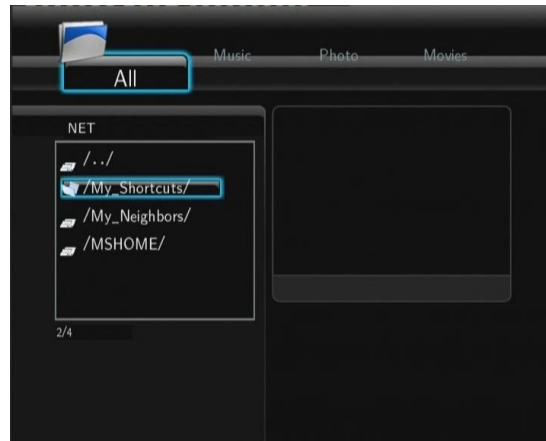 Music Photo Movies
All
NET
/../
/My_Shortcuts/
/My_Neighbors/
/MSHOME/
2/4